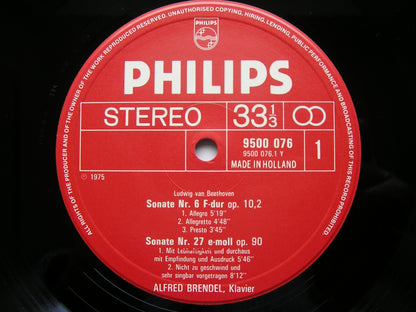 ALL RIGHTS OF THE PRODUCER AND OF THE OWNER OF THE WORK REPRODUCED RESERVED. UNAUTHORISED COPYING, HIRING, LENDING, PUBLIC PERFORMANCE AND BROADCASTING OF THIS RECORD PROHIBITED.
PHILIPS
PHILIPS
STEREO 33 1/3
9500 076
9500 076.1 Y
MADE IN HOLLAND
1
℗ 1975
Ludwig van Beethoven
Sonate Nr. 6 F-dur op. 10,2
1. Allegro 5'19"
2. Allegretto 4'48"
3. Presto 3'45"
Sonate Nr. 27 e-moll op. 90
1. Mit Lebhaftigkeit und durchaus
mit Empfindung und Ausdruck 5'46"
2. Nicht zu geschwind und
sehr singbar vorgetragen 8'12"
ALFRED BRENDEL, Klavier